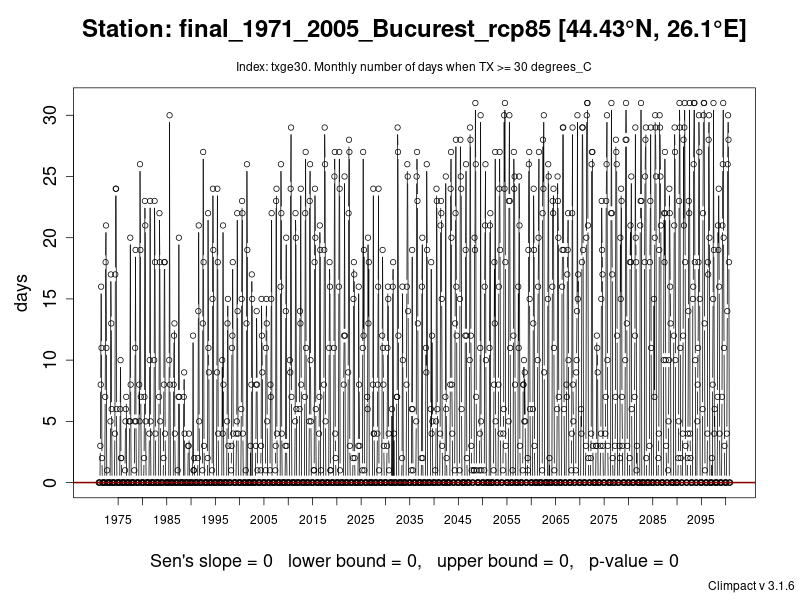 Station: final_1971_2005_Bucurest_rcp85 [44.43°N, 26.1°E]
Index: txge30. Monthly number of days when TX >= 30 degrees_C
days
30
25
20
15
10
5
0
1975 1985 1995 2005 2015 2025 2035 2045 2055 2065 2075 2085 2095
Sen's slope = 0 lower bound = 0, upper bound = 0, p-value = 0
Climpact v 3.1.6